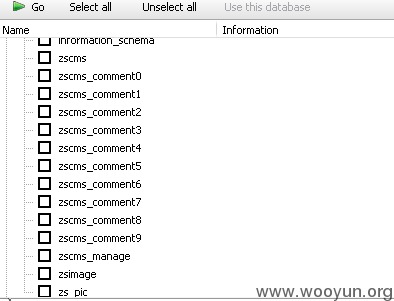 Go Select all Unselect all Use this database
Name Information
information_schema
zscms
zscms_comment0
zscms_comment1
zscms_comment2
zscms_comment3
zscms_comment4
zscms_comment5
zscms_comment6
zscms_comment7
zscms_comment8
zscms_comment9
zscms_manage
zsimage
zs_pic
www.wooyun.org